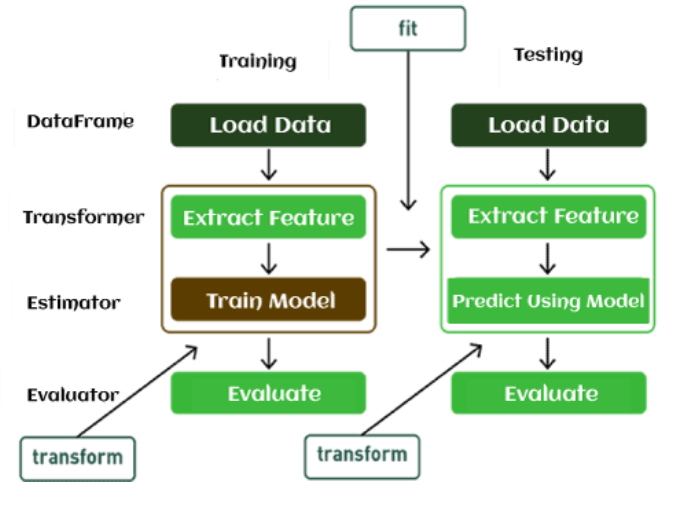 fit
Training
Testing
DataFrame
Load Data
Load Data
Transformer
Extract Feature
Extract Feature
Estimator
Train Model
Predict Using Model
Evaluator
Evaluate
Evaluate
transform
transform